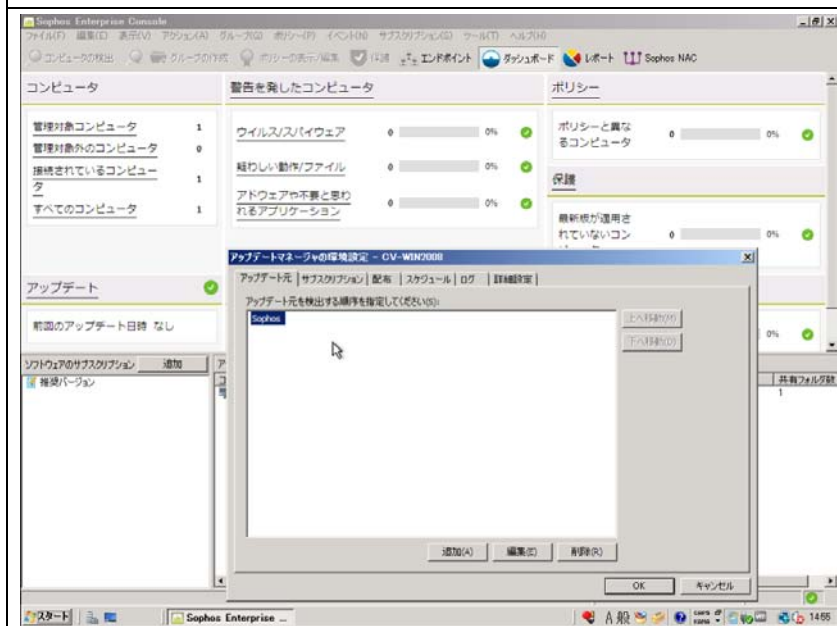 Sophos Enterprise Console
ファイル(F) 編集(E) 表示(V) アクション(A) グループ(G) ポリシー(P) イベント(N) サブスクリプション(S) ツール(T) ヘルプ(H)
コンピュータの検出 グループの作成 ポリシーの表示/編集 保護 エンドポイント ダッシュボード レポート Sophos NAC
コンピュータ
管理対象コンピュータ 1
管理対象外のコンピュータ 0
接続されているコンピュータ 1
すべてのコンピュータ 1
警告を発したコンピュータ
ウイルス/スパイウェア 0 0%
疑わしい動作/ファイル 0 0%
アドウェアや不要と思わ
れるアプリケーション 0 0%
ポリシー
ポリシーと異な
るコンピュータ 0 0%
保護
最新版が適用さ
れていないコン 0 0%
0%
アップデート
前回のアップデート日時 なし
ソフトウェアのサブスクリプション 追加
推奨バージョン
共有フォルダ数
1
アップデートマネージャの環境設定 - CV-WIN2008
アップデート元 サブスクリプション 配布 スケジュール ログ 詳細設定
アップデート元を検出する順序を指定してください(S):
Sophos
上へ移動(M)
下へ移動(D)
追加(A) 編集(E) 削除(R)
OK キャンセル
スタート Sophos Enterprise ... A 般 CAPS KANA 14:55